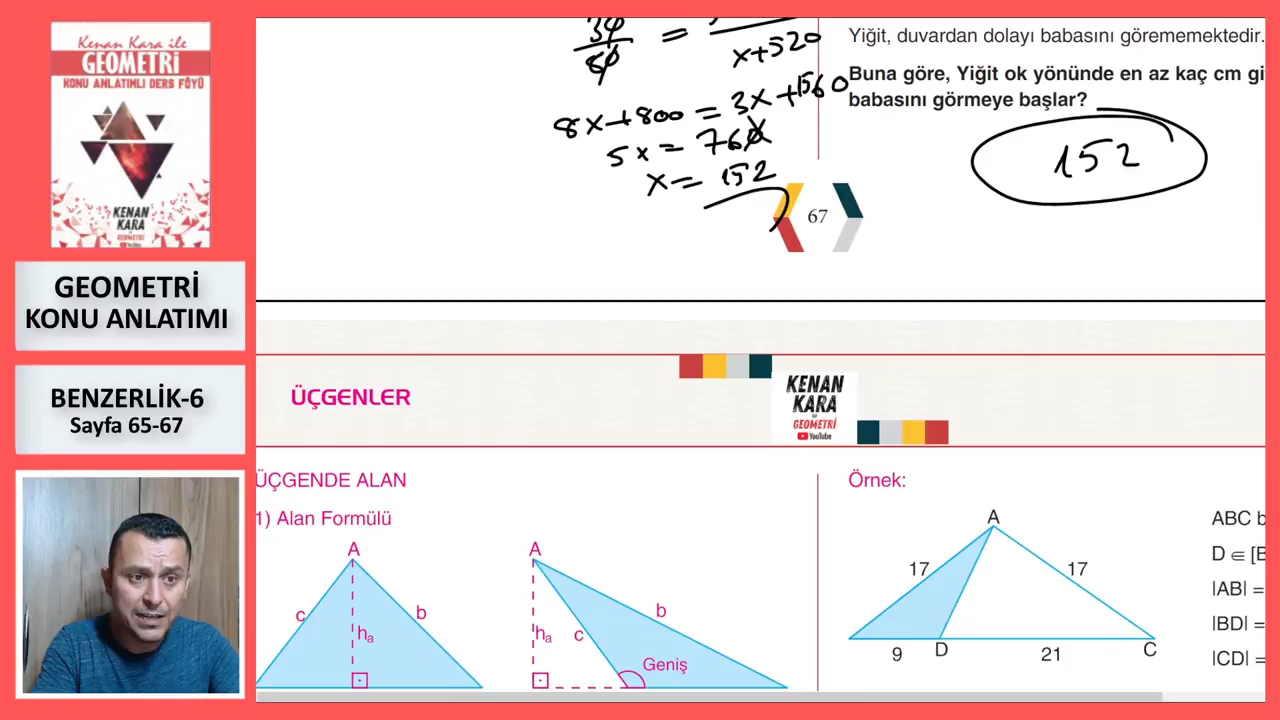 Kenan Kara ile
GEOMETRİ
KONU ANLATIMLI DERS FÖYÜ
KENAN
KARA
GEOMETRİ
YouTube
GEOMETRİ
KONU ANLATIMI
BENZERLİK-6
Sayfa 65-67
x+520
8x+800 = 3x+1560
5x = 760
x = 152
Yiğit, duvardan dolayı babasını görememektedir.
Buna göre, Yiğit ok yönünde en az kaç cm gi
babasını görmeye başlar?
152
67
ÜÇGENLER
KENAN
KARA
ile
GEOMETRİ
YouTube
ÜÇGENDE ALAN
1) Alan Formülü
A
c
b
ha
A
ha
c
b
Geniş
Örnek:
A
17
17
9
D
21
C
ABC b
D ∈ [B
|AB| =
|BD| =
|CD| =